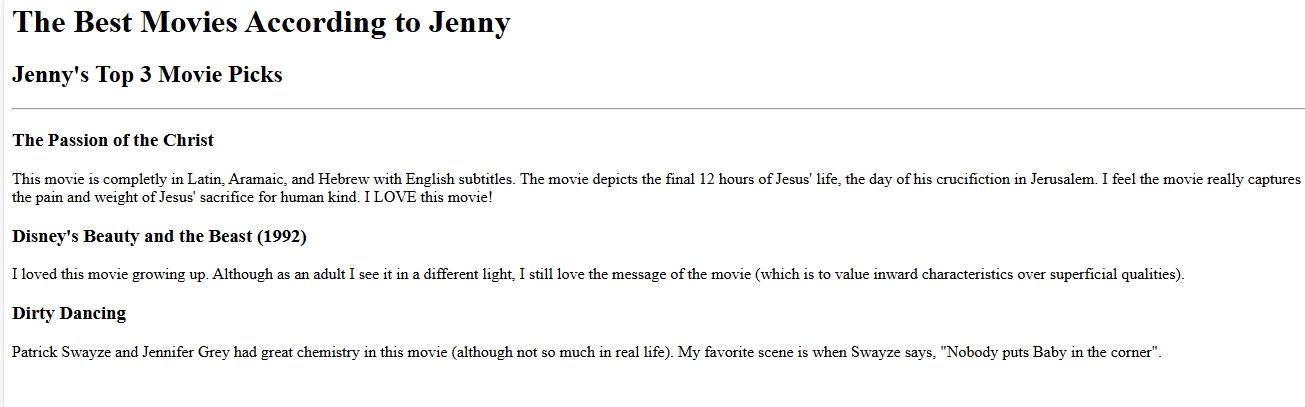 The Best Movies According to Jenny
Jenny's Top 3 Movie Picks
The Passion of the Christ
This movie is completly in Latin, Aramaic, and Hebrew with English subtitles. The movie depicts the final 12 hours of Jesus' life, the day of his crucifiction in Jerusalem. I feel the movie really captures
the pain and weight of Jesus' sacrifice for human kind. I LOVE this movie!
Disney's Beauty and the Beast (1992)
I loved this movie growing up. Although as an adult I see it in a different light, I still love the message of the movie (which is to value inward characteristics over superficial qualities).
Dirty Dancing
Patrick Swayze and Jennifer Grey had great chemistry in this movie (although not so much in real life). My favorite scene is when Swayze says, "Nobody puts Baby in the corner".